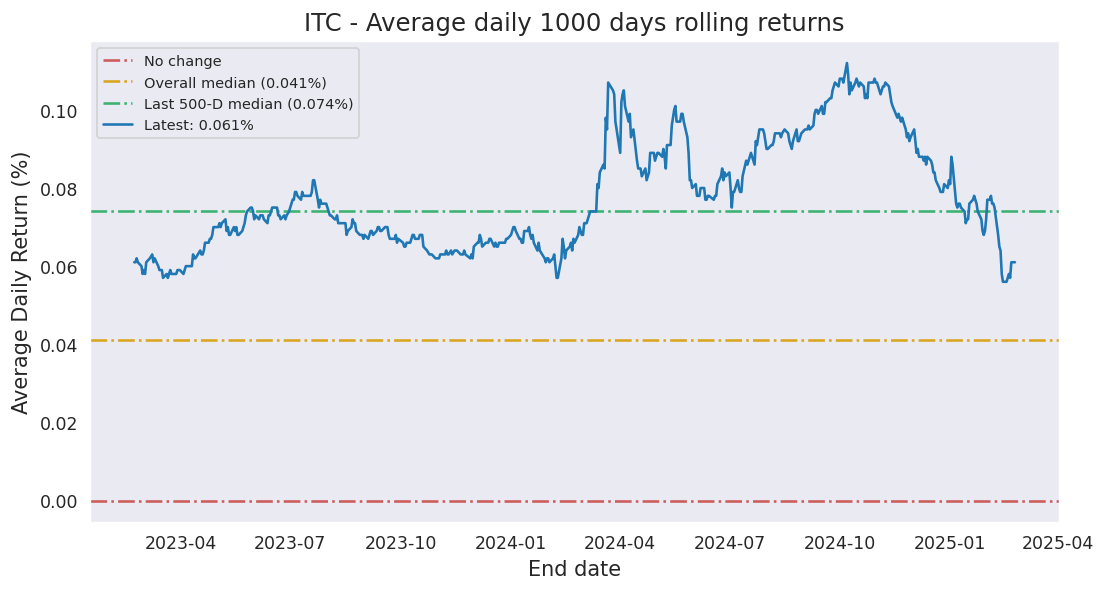 ITC - Average daily 1000 days rolling returns
No change
Overall median (0.041%)
Last 500-D median (0.074%)
Latest: 0.061%
Average Daily Return (%)
0.10
0.08
0.06
0.04
0.02
0.00
2023-04 2023-07 2023-10 2024-01 2024-04 2024-07 2024-10 2025-01 2025-04
End date